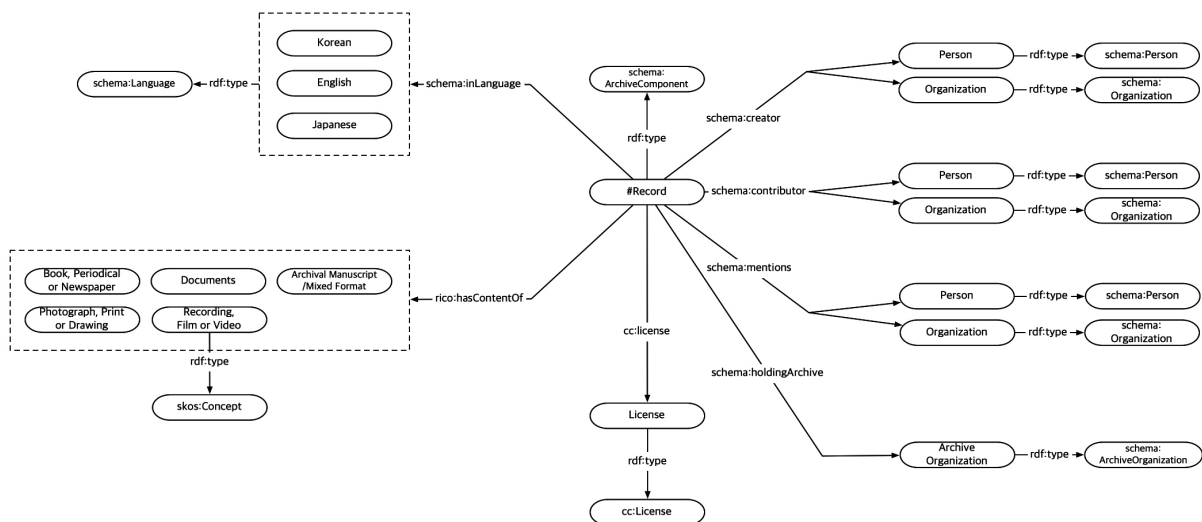 Korean
English
Japanese
schema:Language
rdf:type
schema:inLanguage
schema:
ArchiveComponent
rdf:type
#Record
schema:creator
Person
rdf:type
schema:Person
Organization
rdf:type
schema:
Organization
schema:contributor
Person
rdf:type
schema:Person
Organization
rdf:type
schema:
Organization
schema:mentions
Person
rdf:type
schema:Person
Organization
rdf:type
schema:
Organization
schema:holdingArchive
Archive
Organization
rdf:type
schema:
ArchiveOrganization
rico:hasContentOf
Book, Periodical
or Newspaper
Documents
Archival Manuscript
/Mixed Format
Photograph, Print
or Drawing
Recording,
Film or Video
rdf:type
skos:Concept
cc:license
License
rdf:type
cc:License